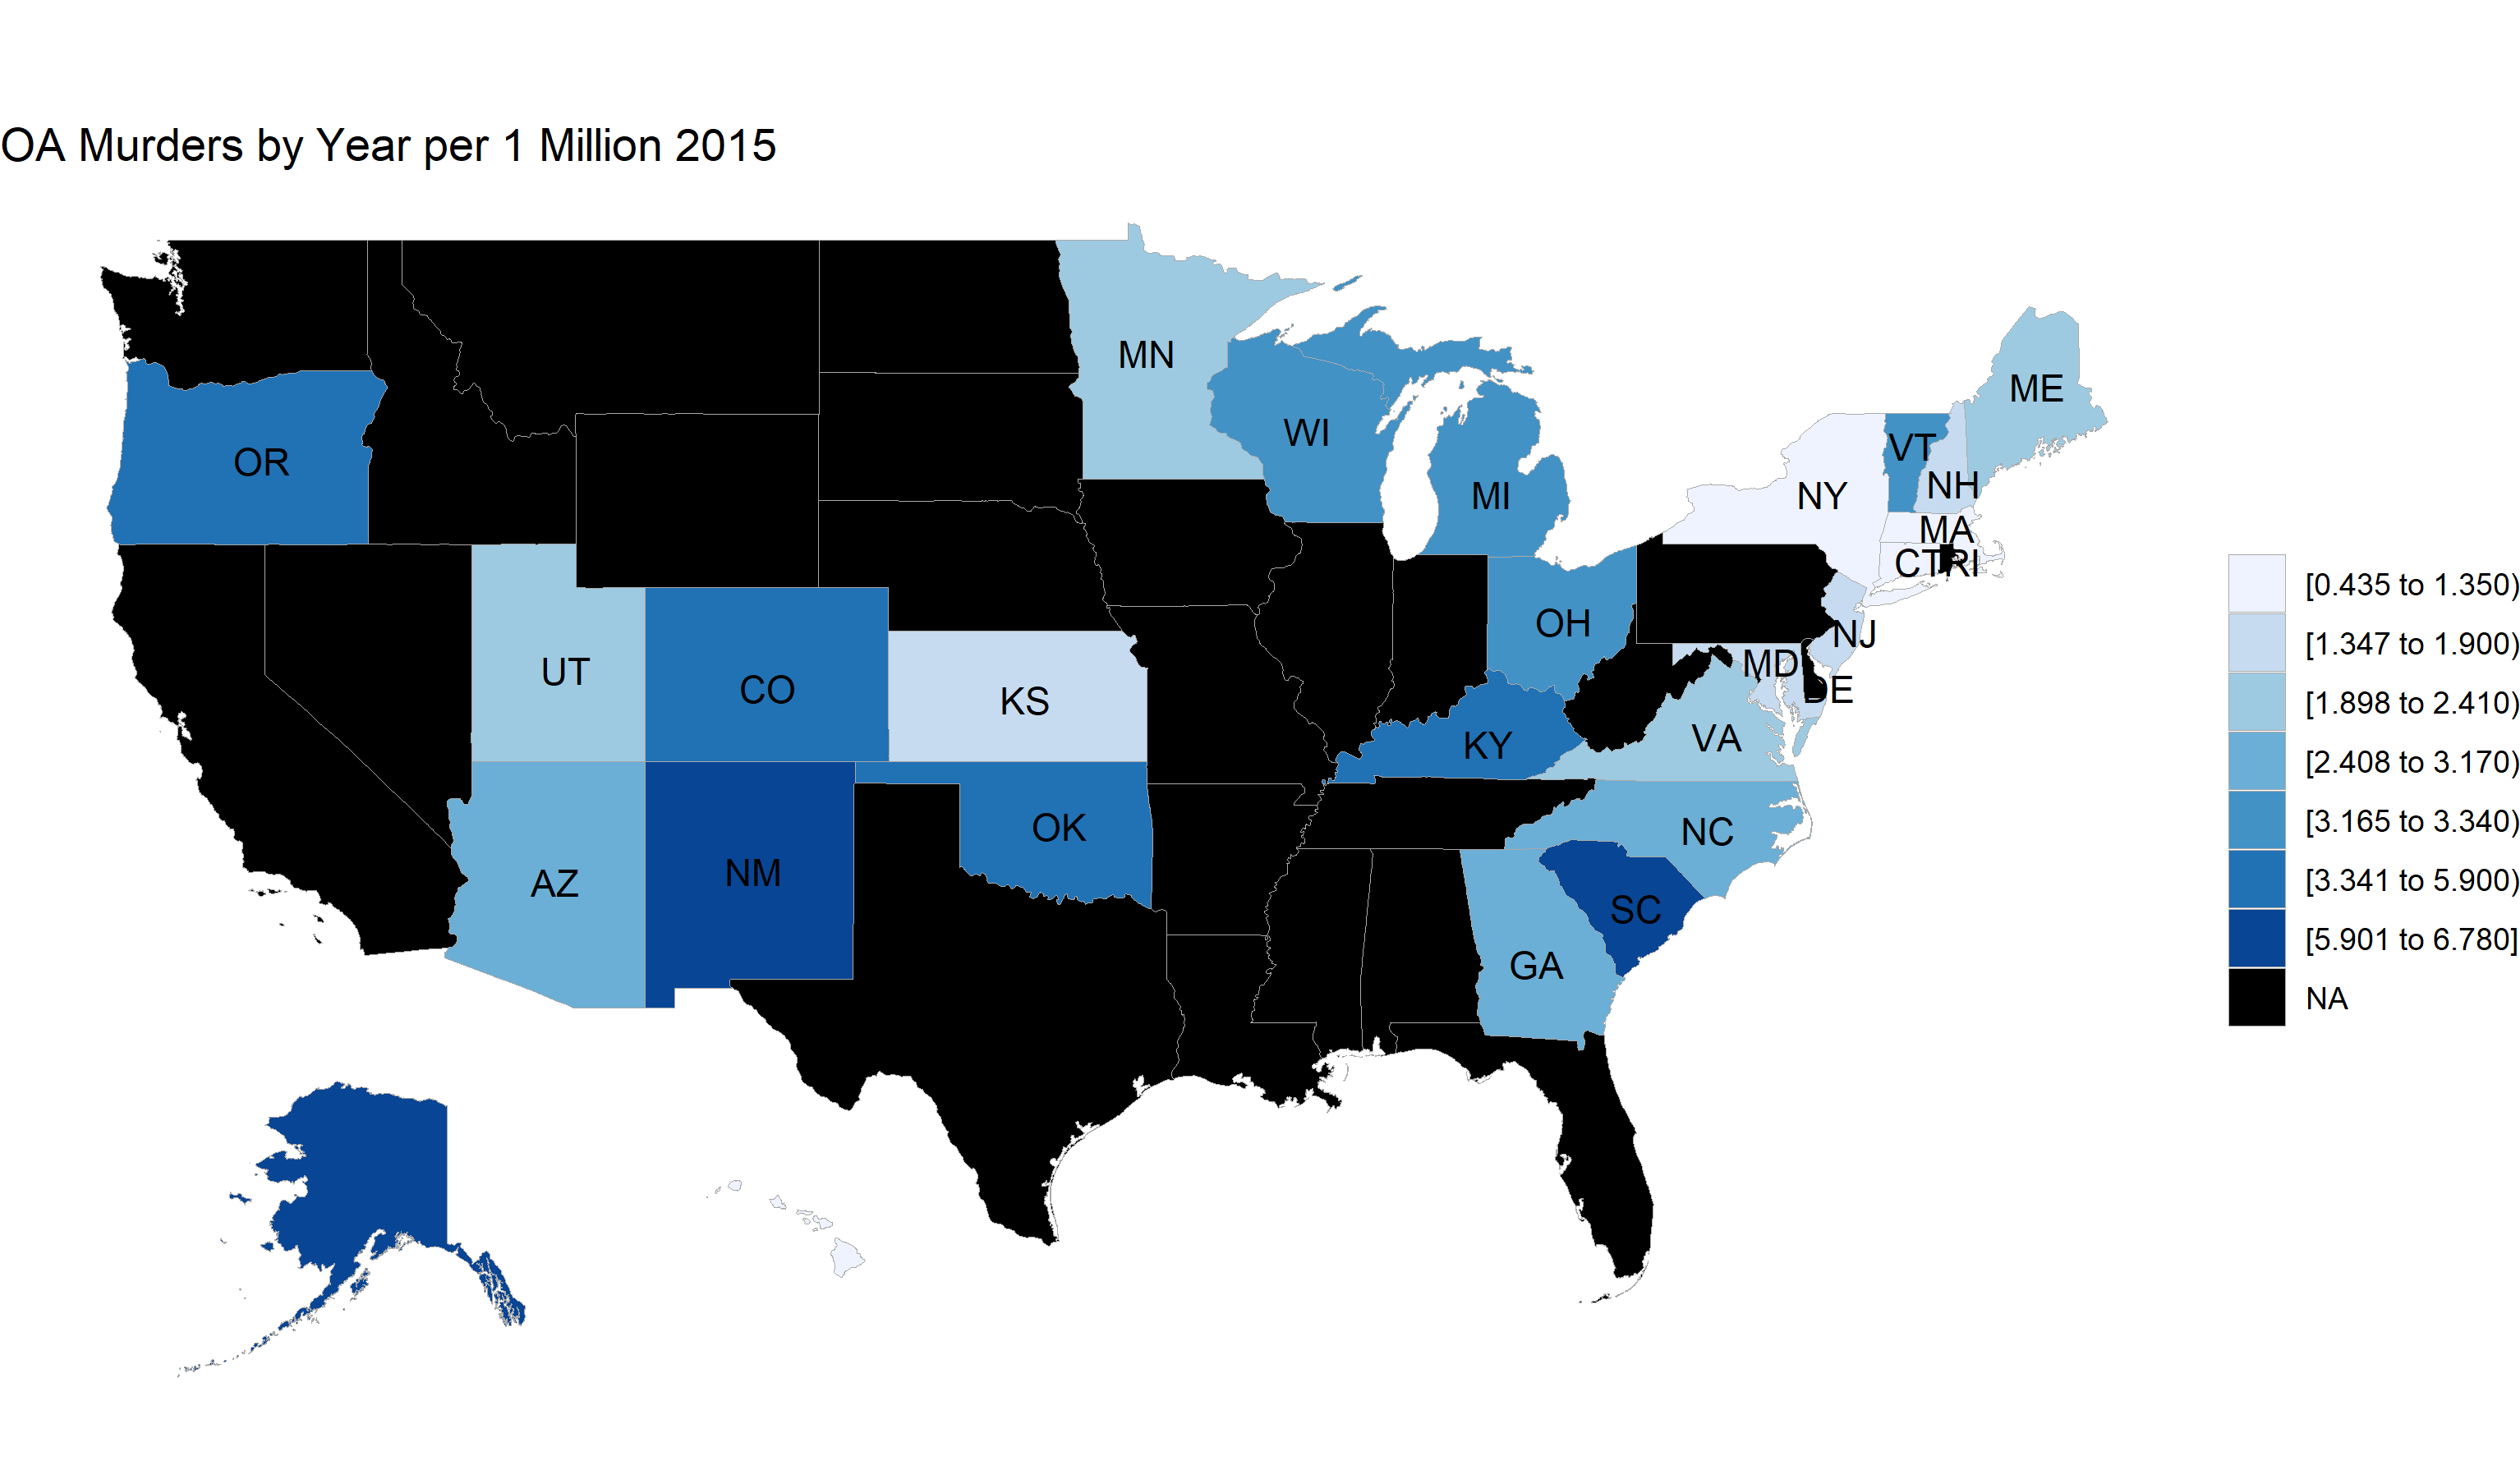 OA Murders by Year per 1 Million 2015
MN
ME
WI
VT
OR
NH
MI
NY
MA
CT
RI
OH
NJ
MD
UT
CO
KS
DE
VA
KY
OK
NC
NM
AZ
SC
GA
[0.435 to 1.350)
[1.347 to 1.900)
[1.898 to 2.410)
[2.408 to 3.170)
[3.165 to 3.340)
[3.341 to 5.900)
[5.901 to 6.780]
NA